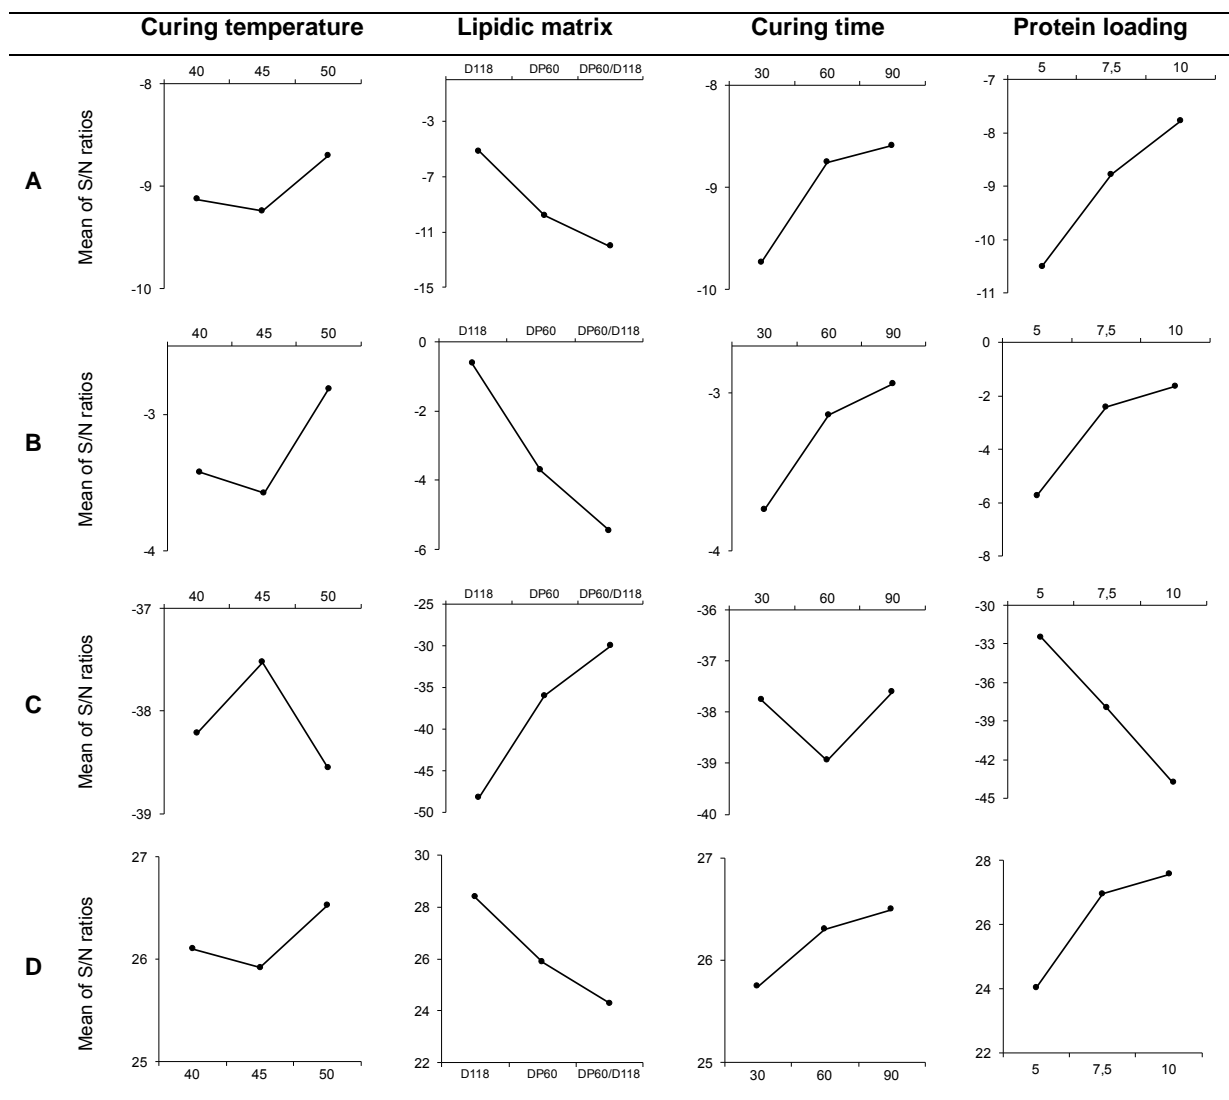 Curing temperature Lipidic matrix Curing time Protein loading
A
Mean of S/N ratios
40 45 50
-8
-9
-10
D118 DP60 DP60/D118
-3
-7
-11
-15
30 60 90
-8
-9
-10
5 7,5 10
-7
-8
-9
-10
-11
B
Mean of S/N ratios
40 45 50
-3
-4
D118 DP60 DP60/D118
0
-2
-4
-6
30 60 90
-3
-4
5 7,5 10
0
-2
-4
-6
-8
C
Mean of S/N ratios
40 45 50
-37
-38
-39
D118 DP60 DP60/D118
-25
-30
-35
-40
-45
-50
30 60 90
-36
-37
-38
-39
-40
5 7,5 10
-30
-33
-36
-39
-42
-45
D
Mean of S/N ratios
27
26
25
40 45 50
30
28
26
24
22
D118 DP60 DP60/D118
27
26
25
30 60 90
28
26
24
22
5 7,5 10